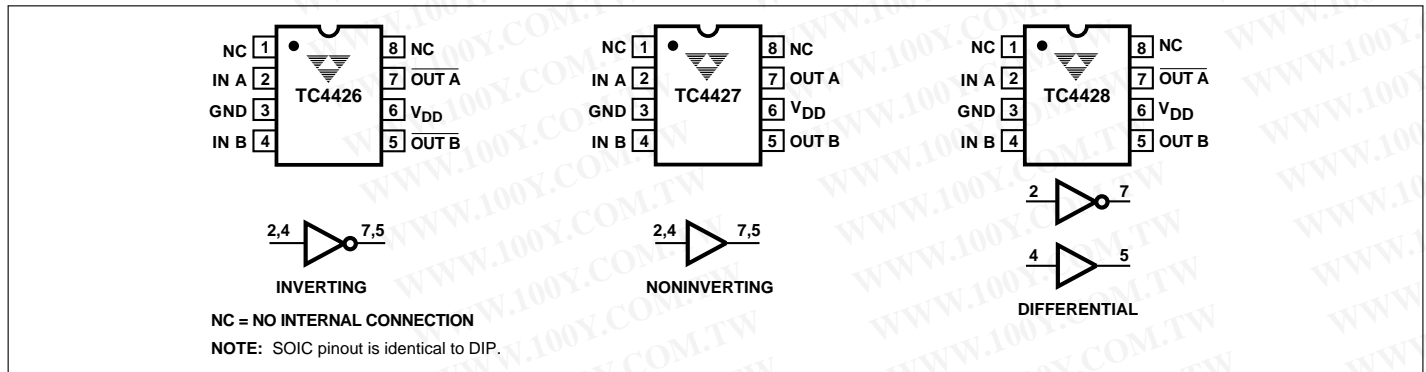 NC 1 8 NC
IN A 2 7 OUT A
TC4426
GND 3 6 VDD
IN B 4 5 OUT B
2,4 7,5
INVERTING
NC 1 8 NC
IN A 2 7 OUT A
TC4427
GND 3 6 VDD
IN B 4 5 OUT B
2,4 7,5
NONINVERTING
NC 1 8 NC
IN A 2 7 OUT A
TC4428
GND 3 6 VDD
IN B 4 5 OUT B
2 7
4 5
DIFFERENTIAL
NC = NO INTERNAL CONNECTION
NOTE: SOIC pinout is identical to DIP.
WWW.100Y.COM.TW